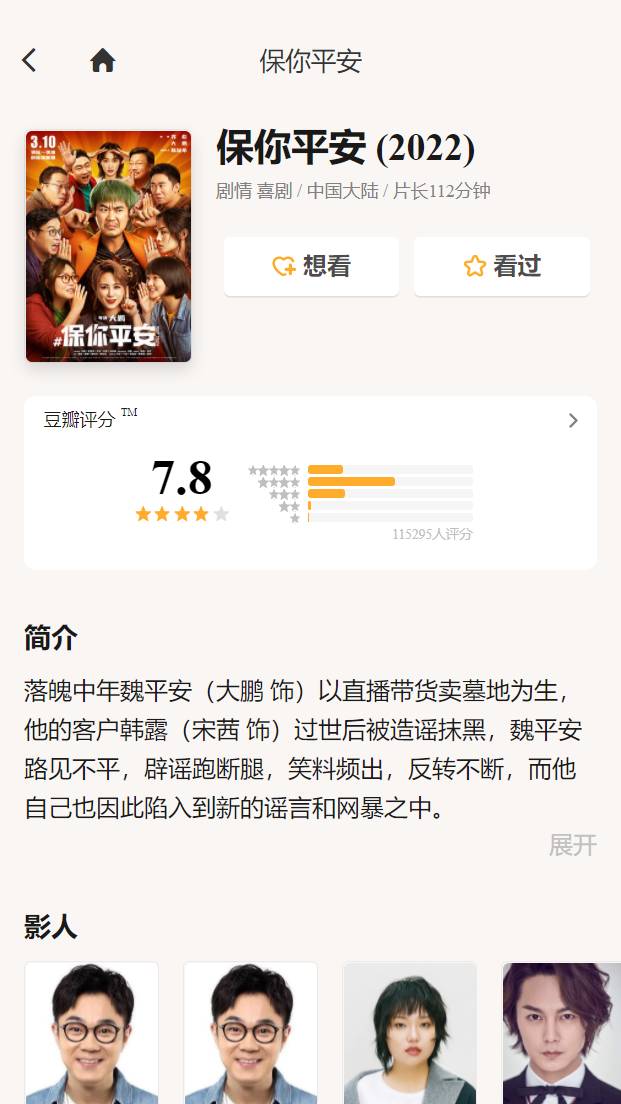 保你平安
3.10
导演 大鹏
#保你平安
保你平安 (2022)
剧情 喜剧 / 中国大陆 / 片长112分钟
想看
看过
豆瓣评分 TM
7.8
115295人评分
简介
落魄中年魏平安（大鹏 饰）以直播带货卖墓地为生，
他的客户韩露（宋茜 饰）过世后被造谣抹黑，魏平安
路见不平，辟谣跑断腿，笑料频出，反转不断，而他
自己也因此陷入到新的谣言和网暴之中。
展开
影人